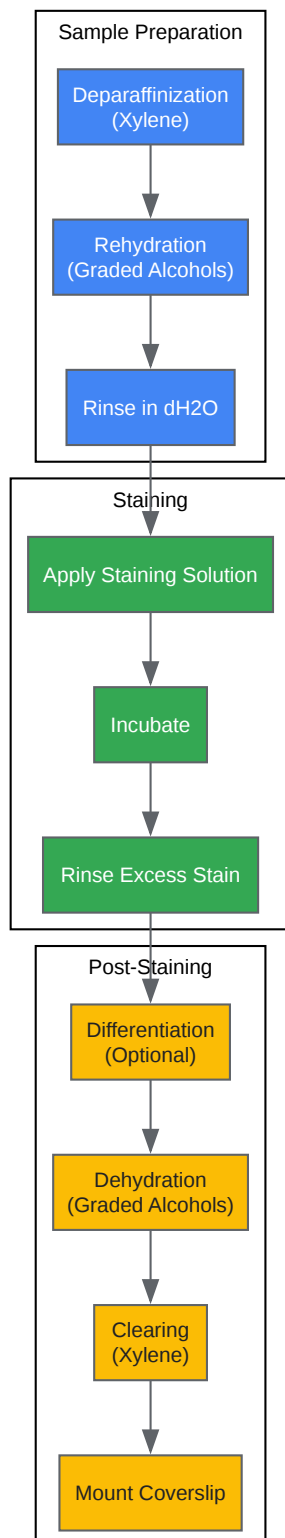 Sample Preparation
Deparaffinization
(Xylene)
Rehydration
(Graded Alcohols)
Rinse in dH2O
Staining
Apply Staining Solution
Incubate
Rinse Excess Stain
Post-Staining
Differentiation
(Optional)
Dehydration
(Graded Alcohols)
Clearing
(Xylene)
Mount Coverslip